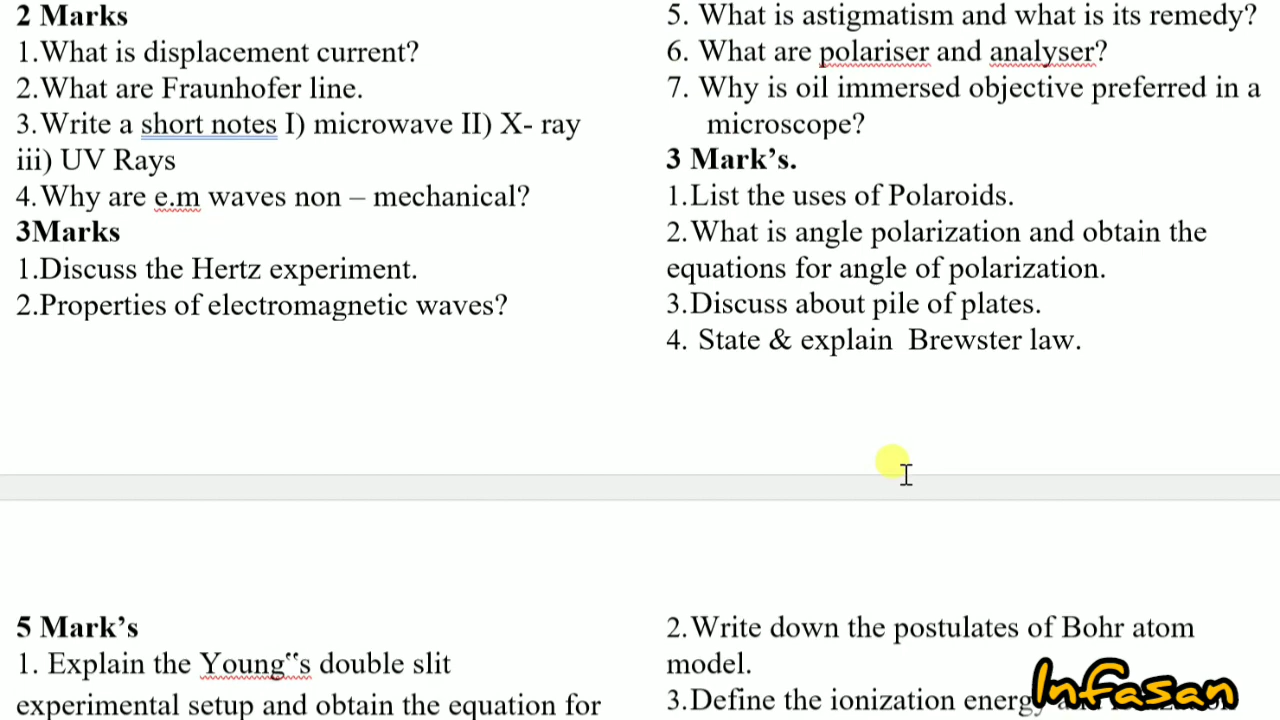 2 Marks
1.What is displacement current?
2.What are Fraunhofer line.
3.Write a short notes I) microwave II) X- ray
iii) UV Rays
4.Why are e.m waves non – mechanical?
3Marks
1.Discuss the Hertz experiment.
2.Properties of electromagnetic waves?
5. What is astigmatism and what is its remedy?
6. What are polariser and analyser?
7. Why is oil immersed objective preferred in a
microscope?
3 Mark’s.
1.List the uses of Polaroids.
2.What is angle polarization and obtain the
equations for angle of polarization.
3.Discuss about pile of plates.
4. State & explain Brewster law.
5 Mark’s
1. Explain the Young‟s double slit
experimental setup and obtain the equation for
2.Write down the postulates of Bohr atom
model.
3.Define the ionization energy
Infasan